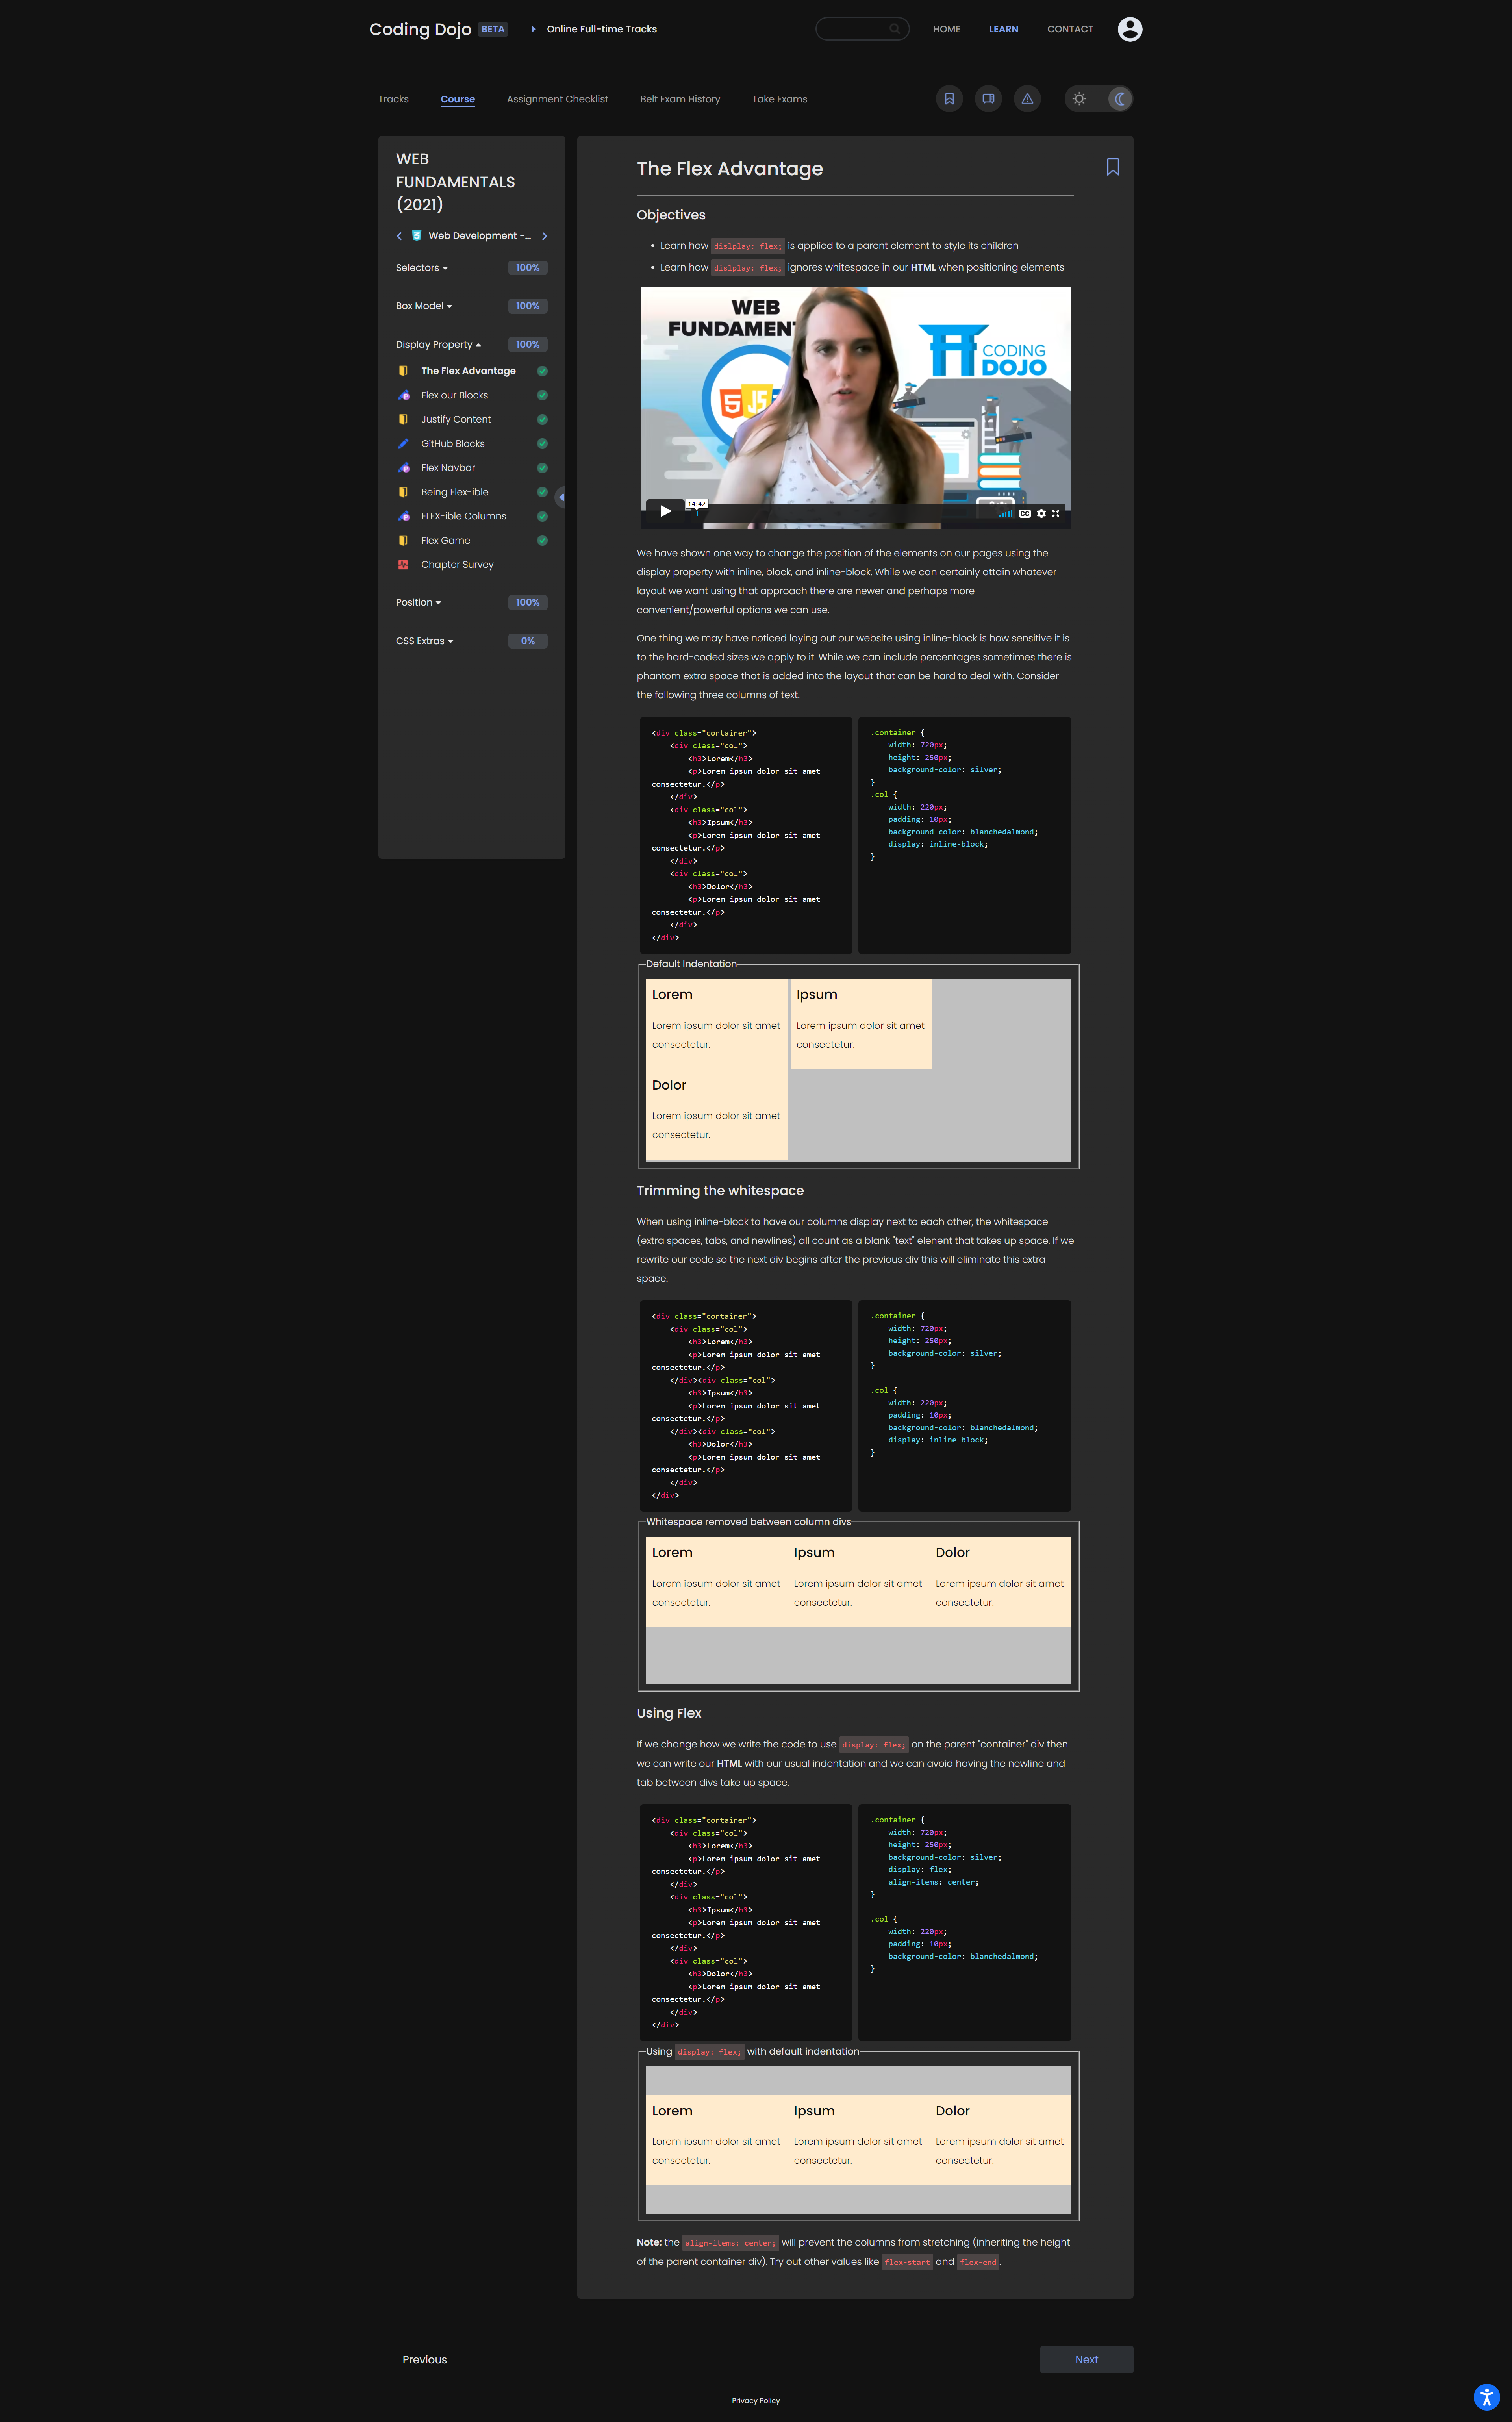 Coding Dojo BETA Online Full-time Tracks HOME LEARN CONTACT
Tracks Course Assignment Checklist Belt Exam History Take Exams
WEB
FUNDAMENTALS
(2021)
Web Development -...
Selectors 100%
Box Model 100%
Display Property 100%
The Flex Advantage
Flex our Blocks
Justify Content
GitHub Blocks
Flex Navbar
Being Flex-ible
FLEX-ible Columns
Flex Game
Chapter Survey
Position 100%
CSS Extras 0%
The Flex Advantage
Objectives
• Learn how dislplay: flex; is applied to a parent element to style its children
• Learn how dislplay: flex; ignores whitespace in our HTML when positioning elements
WEB
FUNDAMENT
5 JS
CODING
DOJO
14:42
CC
We have shown one way to change the position of the elements on our pages using the
display property with inline, block, and inline-block. While we can certainly attain whatever
layout we want using that approach there are newer and perhaps more
convenient/powerful options we can use.
One thing we may have noticed laying out our website using inline-block is how sensitive it is
to the hard-coded sizes we apply to it. While we can include percentages sometimes there is
phantom extra space that is added into the layout that can be hard to deal with. Consider
the following three columns of text.
<div class="container">
<div class="col">
<h3>Lorem</h3>
<p>Lorem ipsum dolor sit amet
consectetur.</p>
</div>
<div class="col">
<h3>Ipsum</h3>
<p>Lorem ipsum dolor sit amet
consectetur.</p>
</div>
<div class="col">
<h3>Dolor</h3>
<p>Lorem ipsum dolor sit amet
consectetur.</p>
</div>
</div>
.container {
width: 720px;
height: 250px;
background-color: silver;
}
.col {
width: 220px;
padding: 10px;
background-color: blanchedalmond;
display: inline-block;
}
Default Indentation
Lorem Ipsum
Lorem ipsum dolor sit amet Lorem ipsum dolor sit amet
consectetur. consectetur.
Dolor
Lorem ipsum dolor sit amet
consectetur.
Trimming the whitespace
When using inline-block to have our columns display next to each other, the whitespace
(extra spaces, tabs, and newlines) all count as a blank "text" elenent that takes up space. If we
rewrite our code so the next div begins after the previous div this will eliminate this extra
space.
<div class="container">
<div class="col">
<h3>Lorem</h3>
<p>Lorem ipsum dolor sit amet
consectetur.</p>
</div><div class="col">
<h3>Ipsum</h3>
<p>Lorem ipsum dolor sit amet
consectetur.</p>
</div><div class="col">
<h3>Dolor</h3>
<p>Lorem ipsum dolor sit amet
consectetur.</p>
</div>
</div>
.container {
width: 720px;
height: 250px;
background-color: silver;
}
.col {
width: 220px;
padding: 10px;
background-color: blanchedalmond;
display: inline-block;
}
Whitespace removed between column divs
Lorem Ipsum Dolor
Lorem ipsum dolor sit amet Lorem ipsum dolor sit amet Lorem ipsum dolor sit amet
consectetur. consectetur. consectetur.
Using Flex
If we change how we write the code to use display: flex; on the parent "container" div then
we can write our HTML with our usual indentation and we can avoid having the newline and
tab between divs take up space.
<div class="container">
<div class="col">
<h3>Lorem</h3>
<p>Lorem ipsum dolor sit amet
consectetur.</p>
</div>
<div class="col">
<h3>Ipsum</h3>
<p>Lorem ipsum dolor sit amet
consectetur.</p>
</div>
<div class="col">
<h3>Dolor</h3>
<p>Lorem ipsum dolor sit amet
consectetur.</p>
</div>
</div>
.container {
width: 720px;
height: 250px;
background-color: silver;
display: flex;
align-items: center;
}
.col {
width: 220px;
padding: 10px;
background-color: blanchedalmond;
}
Using display: flex; with default indentation
Lorem Ipsum Dolor
Lorem ipsum dolor sit amet Lorem ipsum dolor sit amet Lorem ipsum dolor sit amet
consectetur. consectetur. consectetur.
Note: the align-items: center; will prevent the columns from stretching (inheriting the height
of the parent container div). Try out other values like flex-start and flex-end.
Previous Next
Privacy Policy